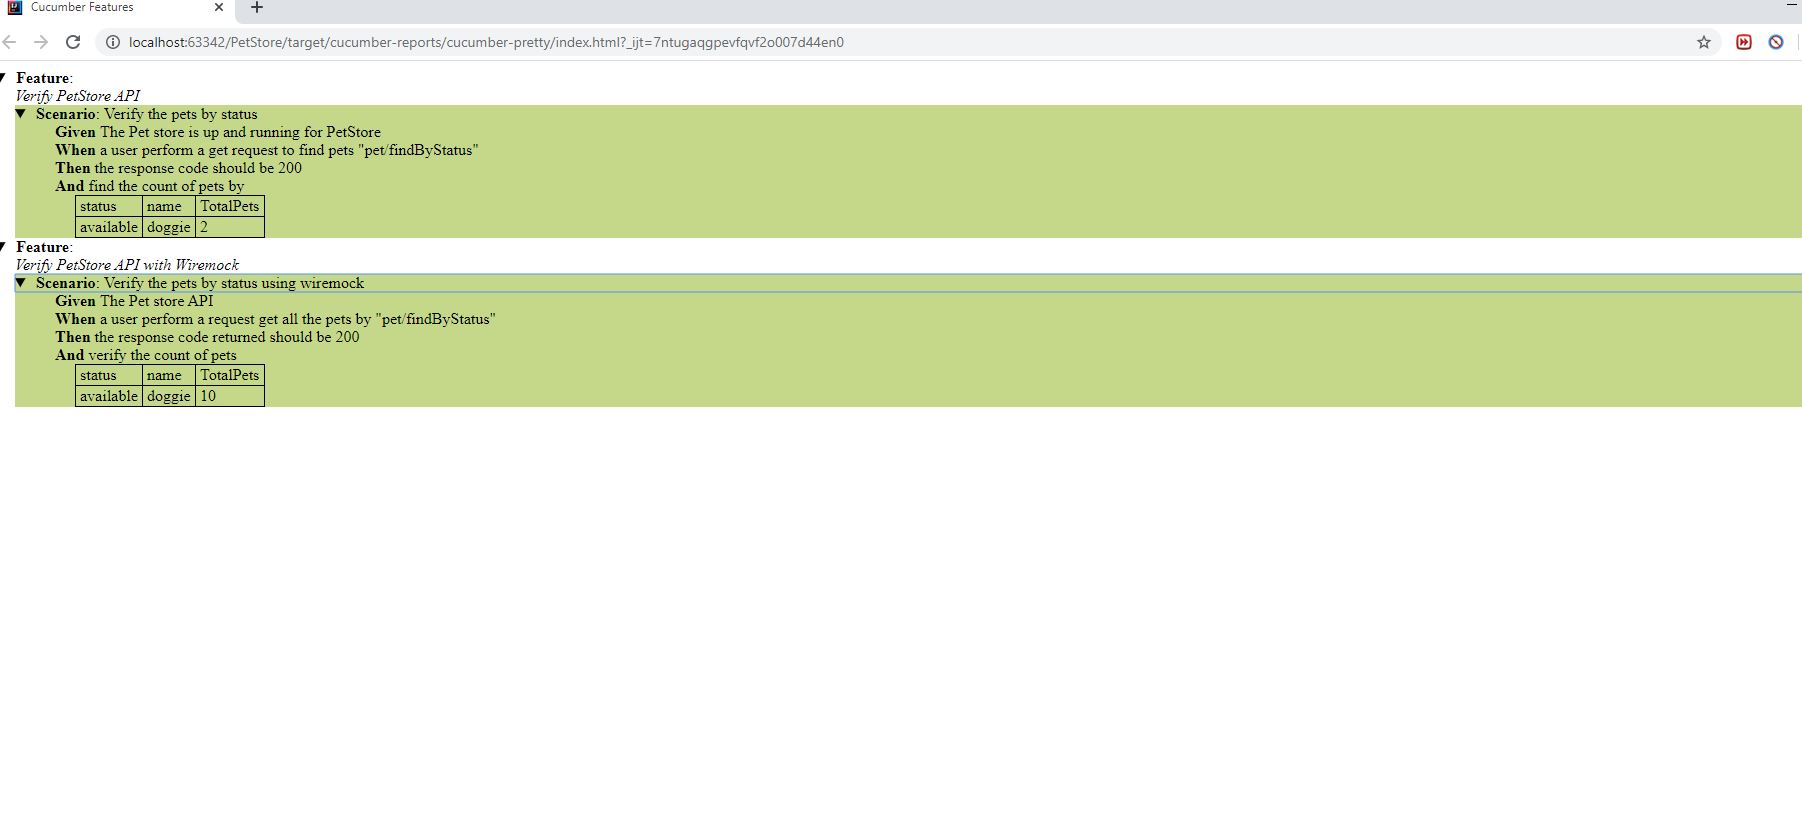 Cucumber Features
localhost:63342/PetStore/target/cucumber-reports/cucumber-pretty/index.html?_ijt=7ntugaqgpevfqvf2o007d44en0
Feature:
Verify PetStore API
Scenario: Verify the pets by status
Given The Pet store is up and running for PetStore
When a user perform a get request to find pets "pet/findByStatus"
Then the response code should be 200
And find the count of pets by
status name TotalPets
available doggie 2
Feature:
Verify PetStore API with Wiremock
Scenario: Verify the pets by status using wiremock
Given The Pet store API
When a user perform a request get all the pets by "pet/findByStatus"
Then the response code returned should be 200
And verify the count of pets
status name TotalPets
available doggie 10